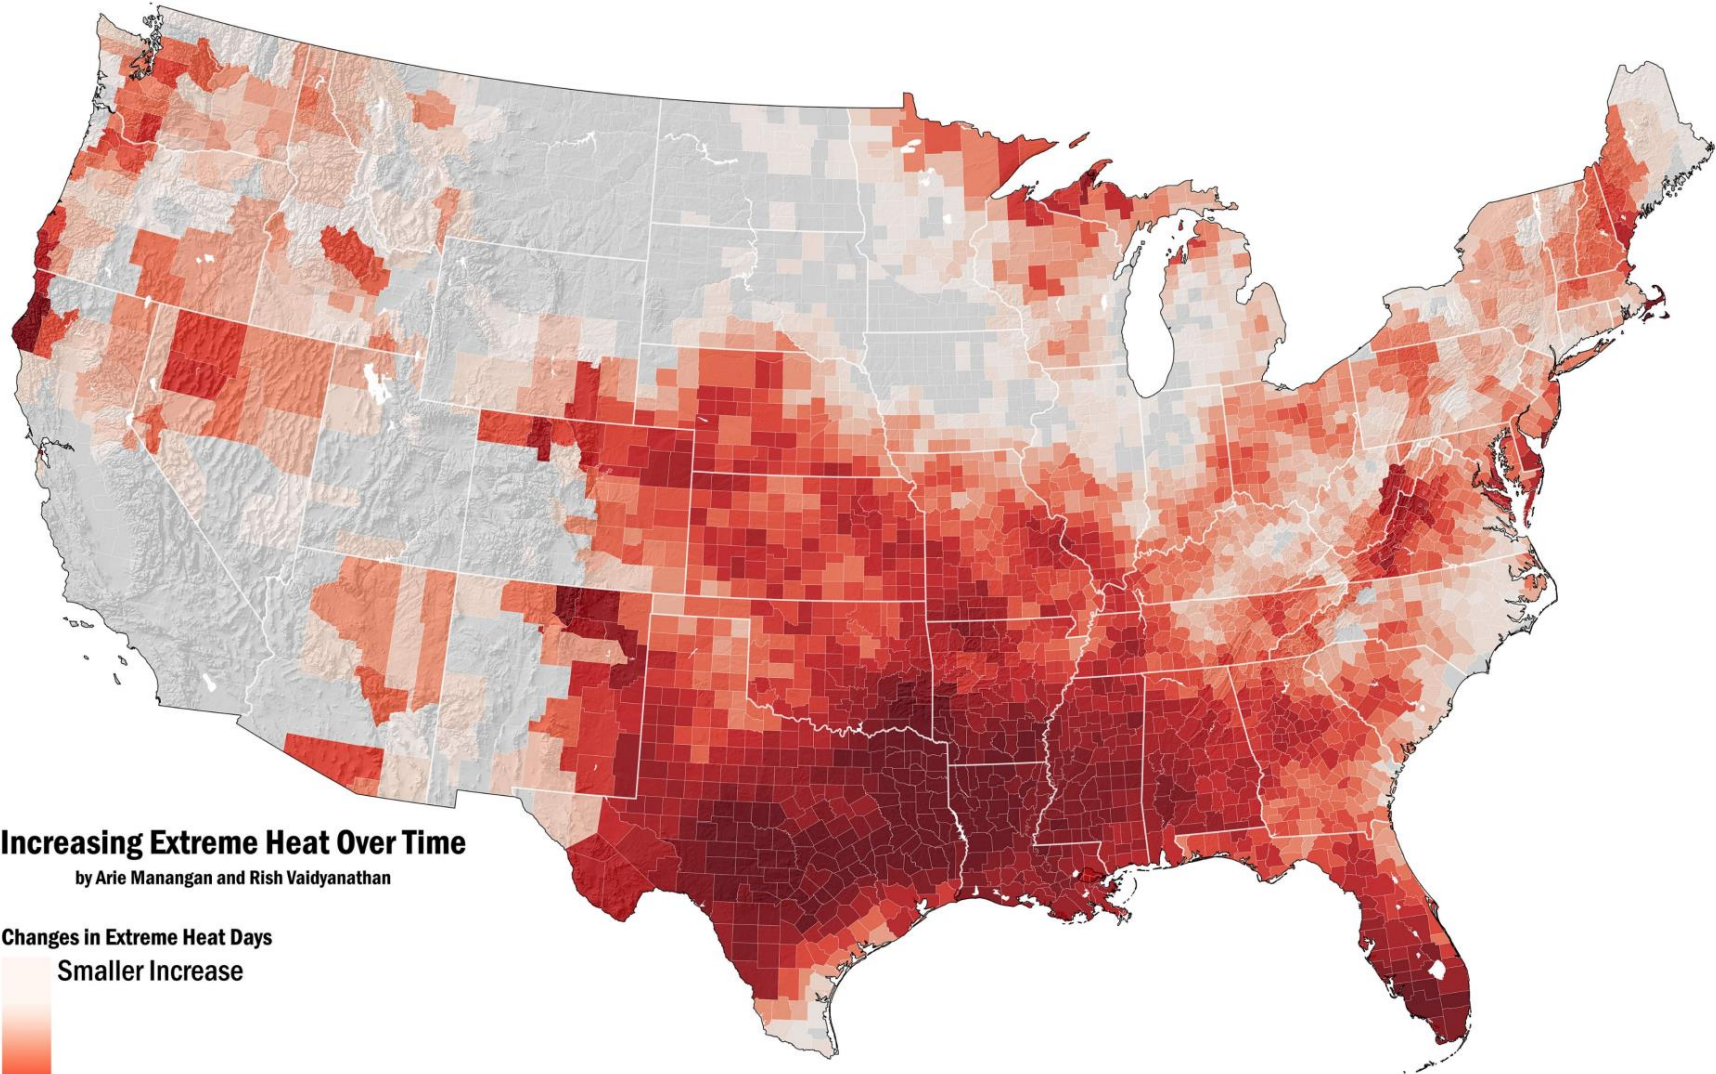 Increasing Extreme Heat Over Time
by Arie Manangan and Rish Vaidyanathan
Changes in Extreme Heat Days
Smaller Increase